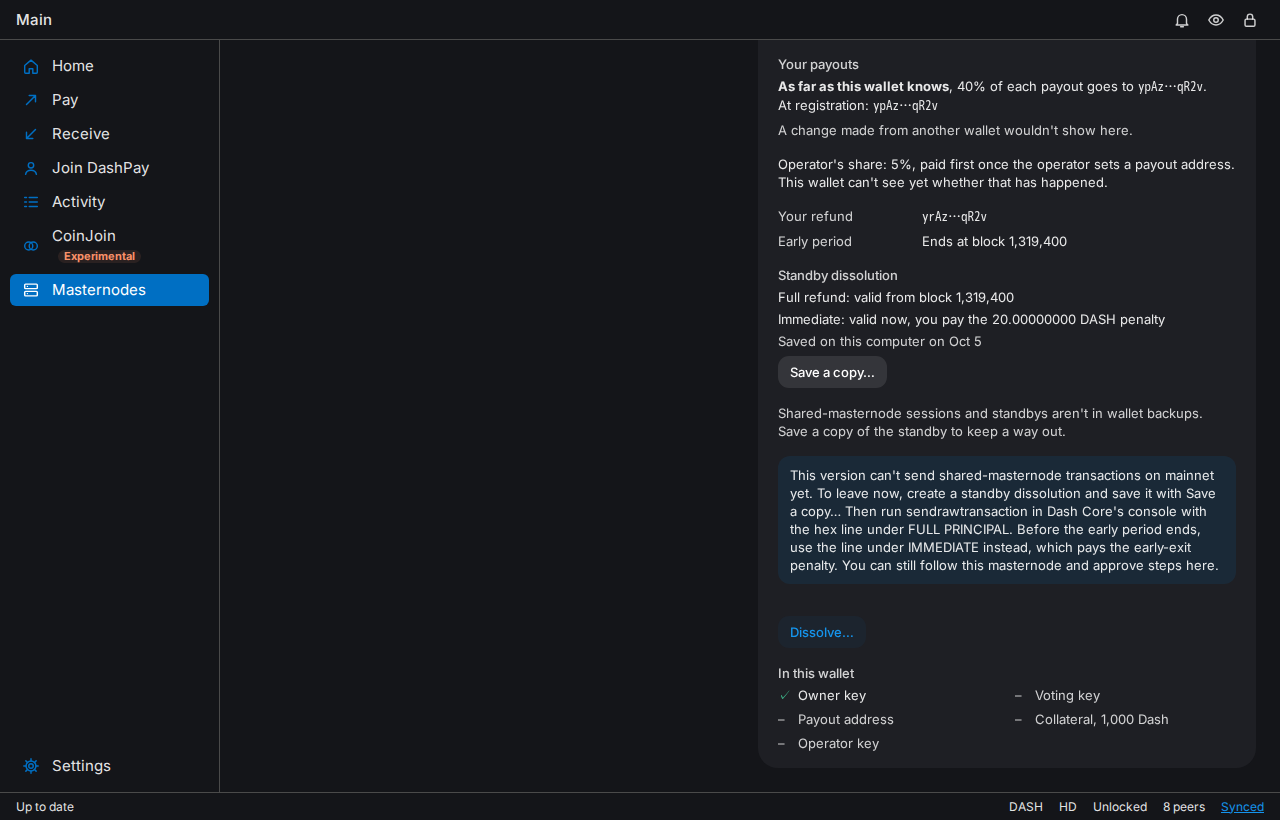 Main
Home
Pay
Receive
Join DashPay
Activity
CoinJoin
Experimental
Masternodes
Settings
Your payouts
As far as this wallet knows, 40% of each payout goes to ypAz⋯qR2v.
At registration: ypAz⋯qR2v
A change made from another wallet wouldn't show here.
Operator's share: 5%, paid first once the operator sets a payout address.
This wallet can't see yet whether that has happened.
Your refund yrAz⋯qR2v
Early period Ends at block 1,319,400
Standby dissolution
Full refund: valid from block 1,319,400
Immediate: valid now, you pay the 20.00000000 DASH penalty
Saved on this computer on Oct 5
Save a copy...
Shared-masternode sessions and standbys aren't in wallet backups.
Save a copy of the standby to keep a way out.
This version can't send shared-masternode transactions on mainnet
yet. To leave now, create a standby dissolution and save it with Save
a copy... Then run sendrawtransaction in Dash Core's console with
the hex line under FULL PRINCIPAL. Before the early period ends,
use the line under IMMEDIATE instead, which pays the early-exit
penalty. You can still follow this masternode and approve steps here.
Dissolve...
In this wallet
✓ Owner key
– Voting key
– Payout address
– Collateral, 1,000 Dash
– Operator key
Up to date
DASH HD Unlocked 8 peers Synced